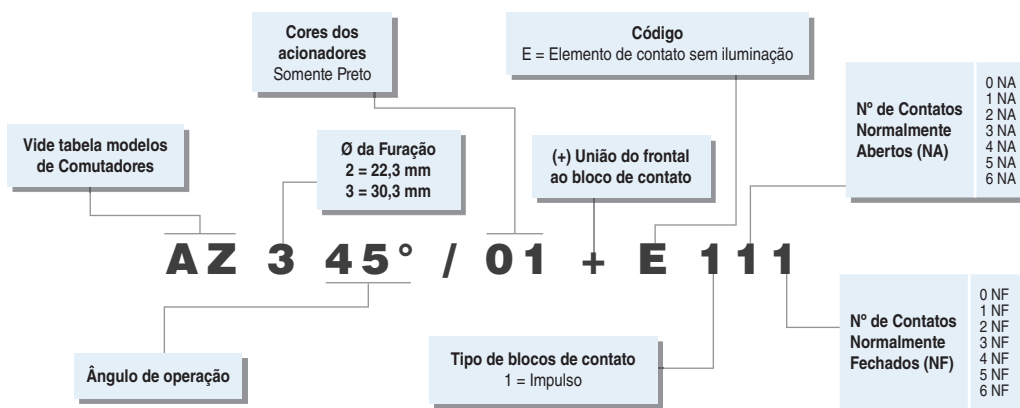 Cores dos
acionadores
Somente Preto
Código
E = Elemento de contato sem iluminação
Nº de Contatos
Normalmente
Abertos (NA)
0 NA
1 NA
2 NA
3 NA
4 NA
5 NA
6 NA
Vide tabela modelos
de Comutadores
Ø da Furação
2 = 22,3 mm
3 = 30,3 mm
(+) União do frontal
ao bloco de contato
AZ 3 45° / 01 + E 111
Ângulo de operação
Tipo de blocos de contato
1 = Impulso
Nº de Contatos
Normalmente
Fechados (NF)
0 NF
1 NF
2 NF
3 NF
4 NF
5 NF
6 NF